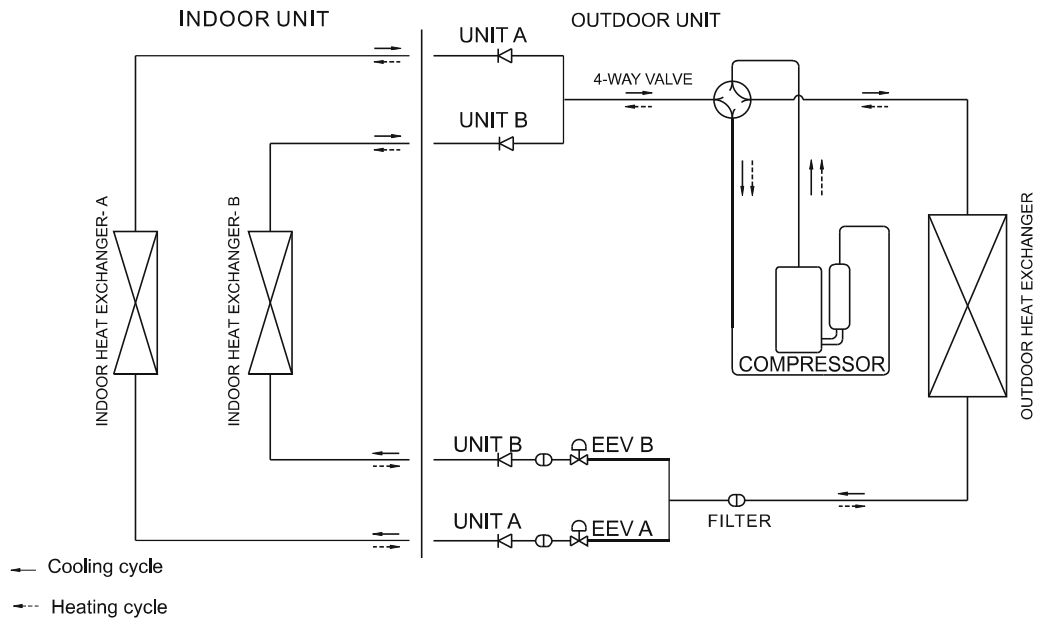 INDOOR UNIT
OUTDOOR UNIT
UNIT A
4-WAY VALVE
UNIT B
INDOOR HEAT EXCHANGER- A
INDOOR HEAT EXCHANGER- B
OUTDOOR HEAT EXCHANGER
COMPRESSOR
UNIT B
EEV B
UNIT A
EEV A
FILTER
Cooling cycle
Heating cycle